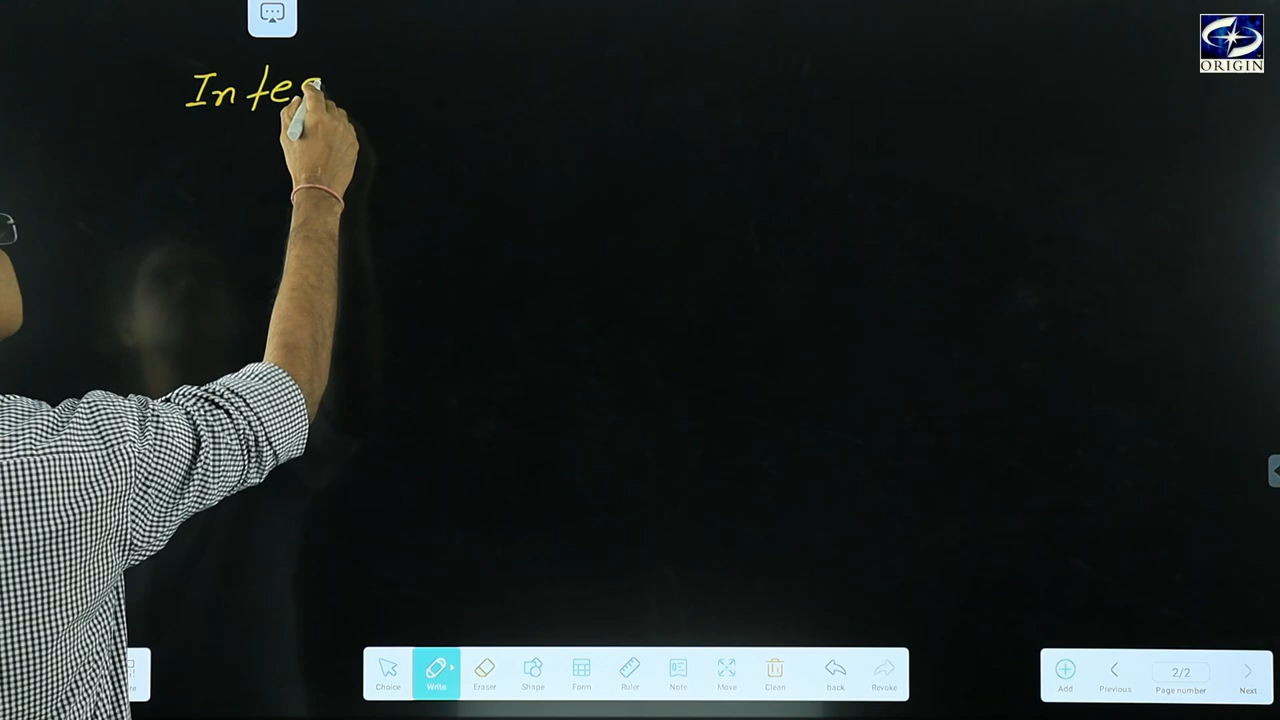 ORIGIN
Inte
Choice
Write
Eraser
Shape
Form
Ruler
Note
Move
Clean
back
Revoke
Add
Previous
2/2
Page number
Next